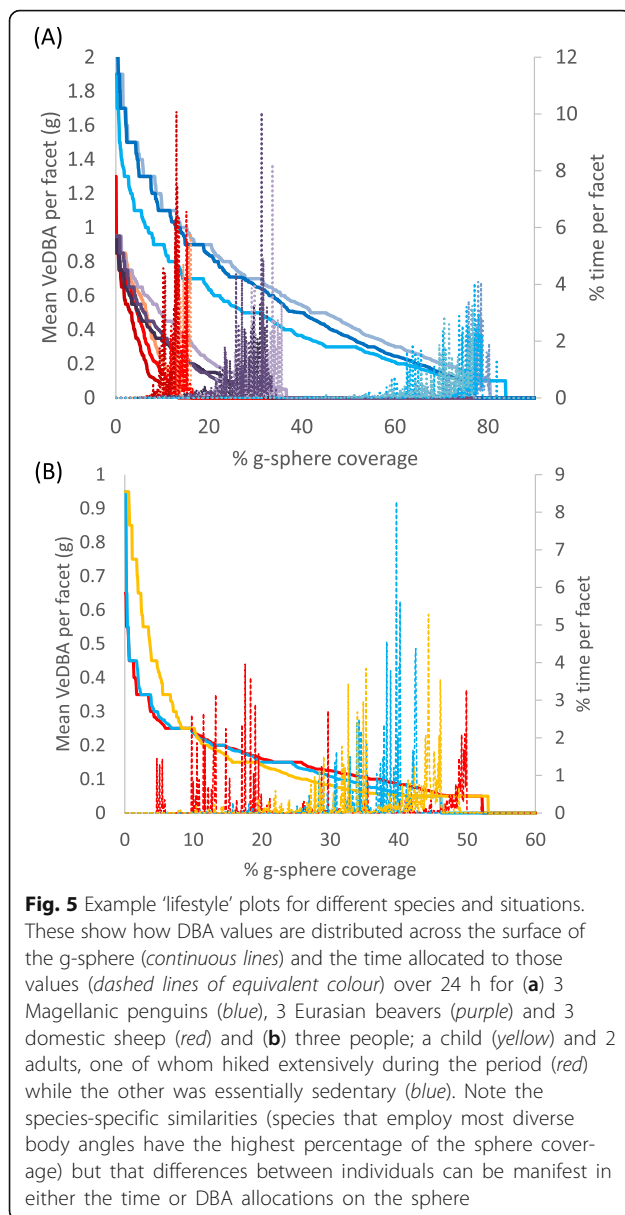 (A)
2
1.8
1.6
1.4
1.2
1
0.8
0.6
0.4
0.2
0
Mean VeDBA per facet (g)
12
10
8
6
4
2
0
% time per facet
0 20 40 60 80
% g-sphere coverage
(B)
1
0.9
0.8
0.7
0.6
0.5
0.4
0.3
0.2
0.1
0
Mean VeDBA per facet (g)
9
8
7
6
5
4
3
2
1
0
% time per facet
0 10 20 30 40 50 60
% g-sphere coverage
Fig. 5 Example ‘lifestyle’ plots for different species and situations.
These show how DBA values are distributed across the surface of
the g-sphere (continuous lines) and the time allocated to those
values (dashed lines of equivalent colour) over 24 h for (a) 3
Magellanic penguins (blue), 3 Eurasian beavers (purple) and 3
domestic sheep (red) and (b) three people; a child (yellow) and 2
adults, one of whom hiked extensively during the period (red)
while the other was essentially sedentary (blue). Note the
species-specific similarities (species that employ most diverse
body angles have the highest percentage of the sphere cover-
age) but that differences between individuals can be manifest in
either the time or DBA allocations on the sphere